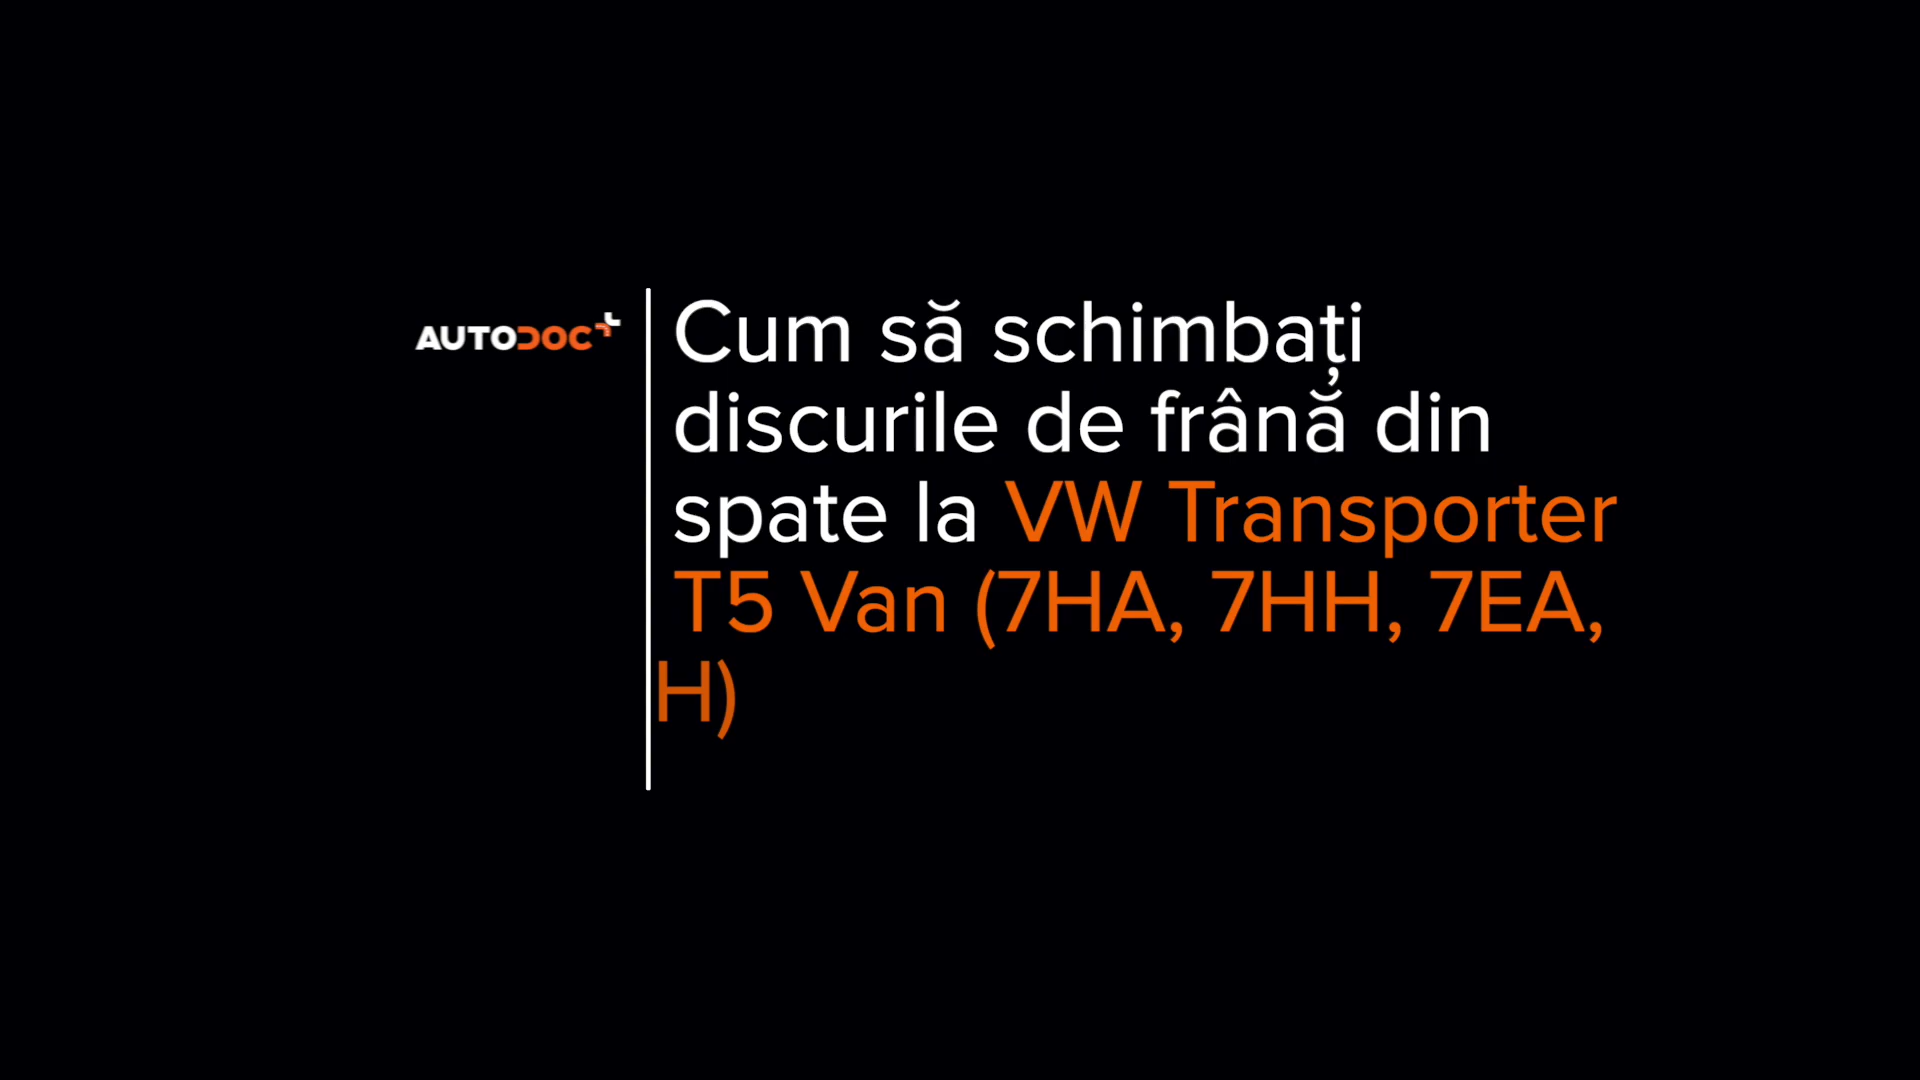 AUTODOC
Cum să schimbați
discurile de frână din
spate la VW Transporter
T5 Van (7HA, 7HH, 7EA,
H)